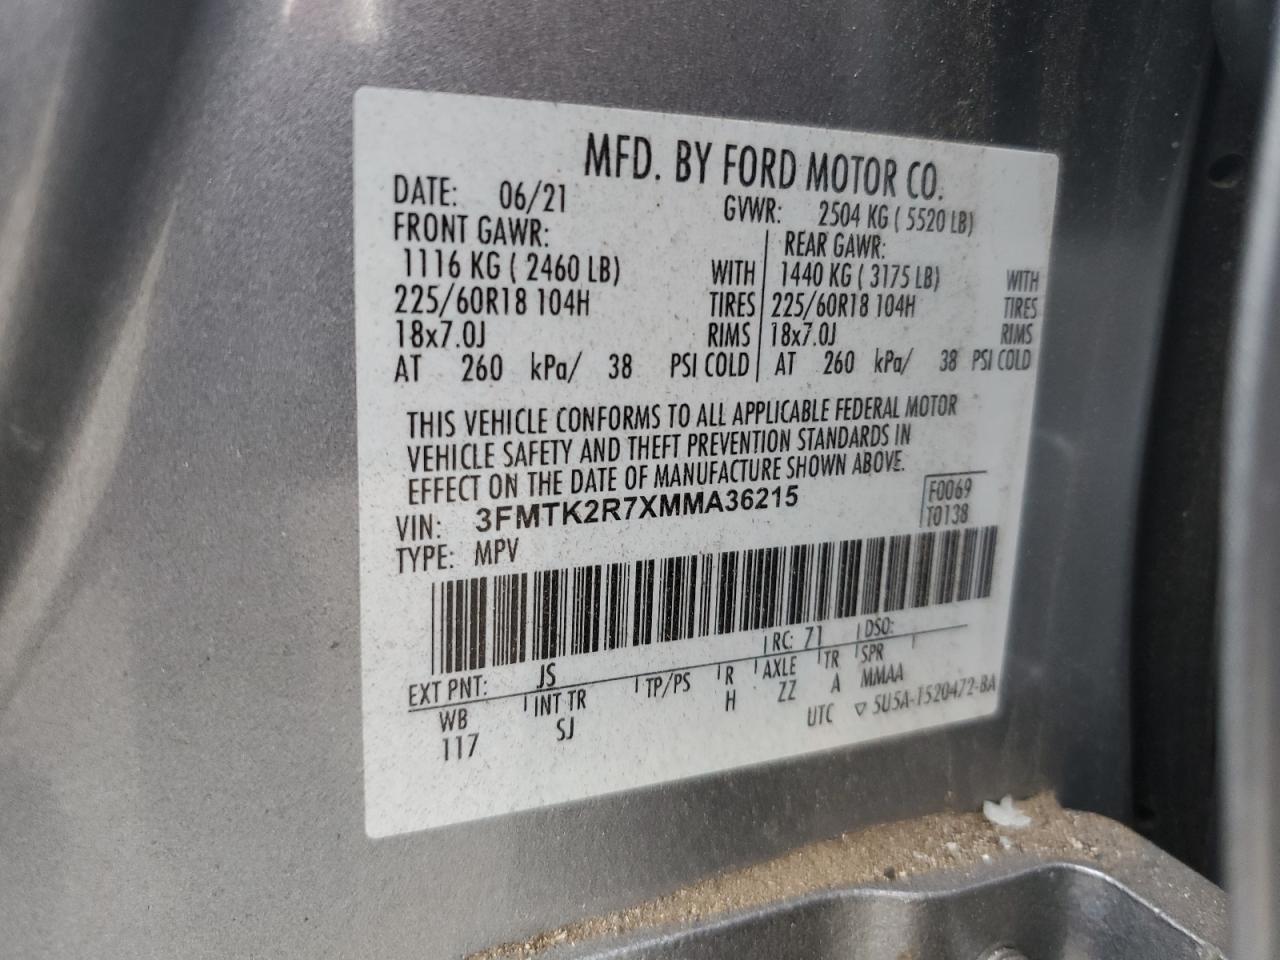 MFD. BY FORD MOTOR CO.
DATE: 06/21 GVWR: 2504 KG ( 5520 LB)
FRONT GAWR: REAR GAWR:
1116 KG ( 2460 LB) WITH 1440 KG ( 3175 LB) WITH
225/60R18 104H TIRES 225/60R18 104H TIRES
18x7.0J RIMS 18x7.0J RIMS
AT 260 kPa/ 38 PSI COLD AT 260 kPa/ 38 PSI COLD
THIS VEHICLE CONFORMS TO ALL APPLICABLE FEDERAL MOTOR
VEHICLE SAFETY AND THEFT PREVENTION STANDARDS IN
EFFECT ON THE DATE OF MANUFACTURE SHOWN ABOVE.
VIN: 3FMTK2R7XMMA36215 F0069
TYPE: MPV T0138
EXT PNT: JS RC: 71 DSO:
WB INT TR TP/PS R AXLE TR SPR
117 SJ H ZZ A MMAA
UTC ▽ 5U5A-1520472-BA